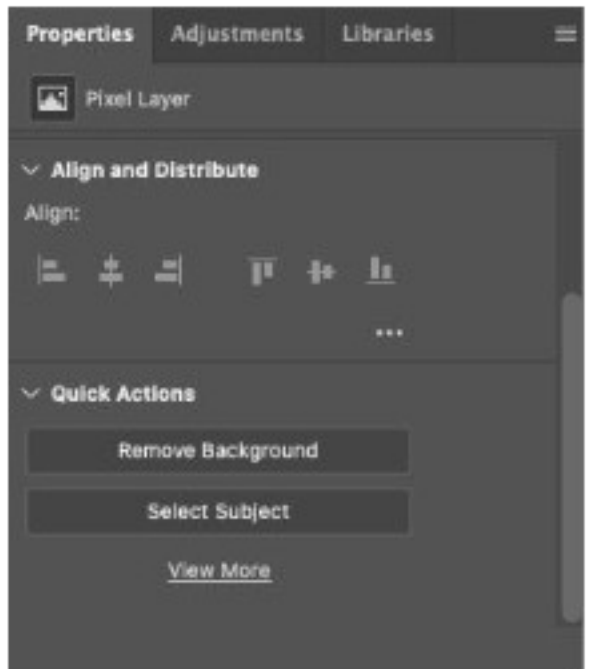 Properties Adjustments Libraries
Pixel Layer
Align and Distribute
Align:
Quick Actions
Remove Background
Select Subject
View More